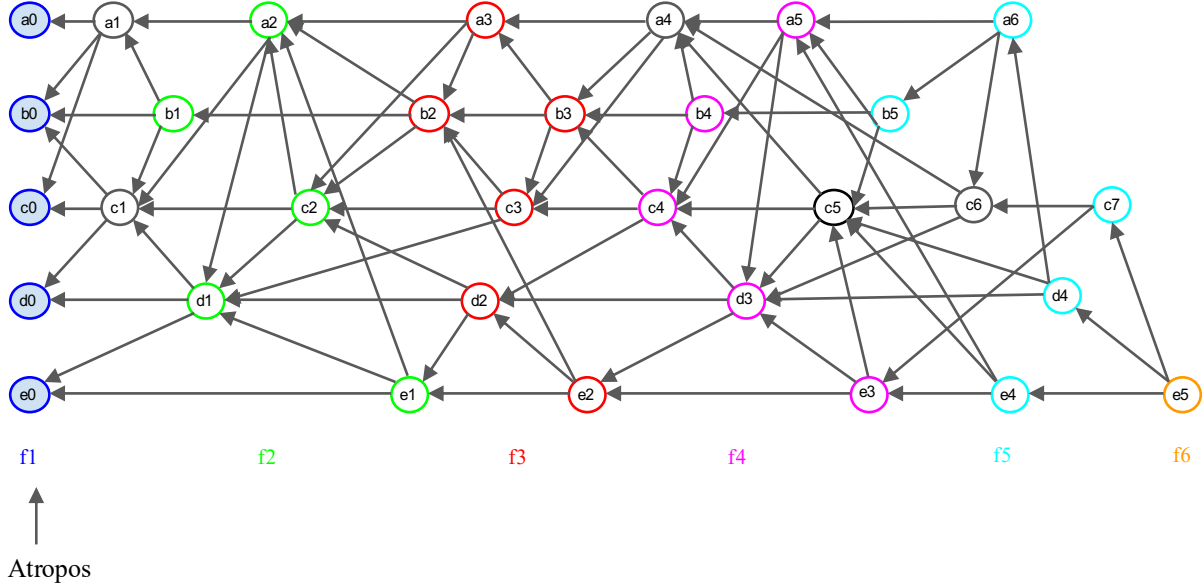 a0 a1 a2 a3 a4 a5 a6
b0 b1 b2 b3 b4 b5
c0 c1 c2 c3 c4 c5 c6 c7
d0 d1 d2 d3 d4
e0 e1 e2 e3 e4 e5
f1 f2 f3 f4 f5 f6
Atropos